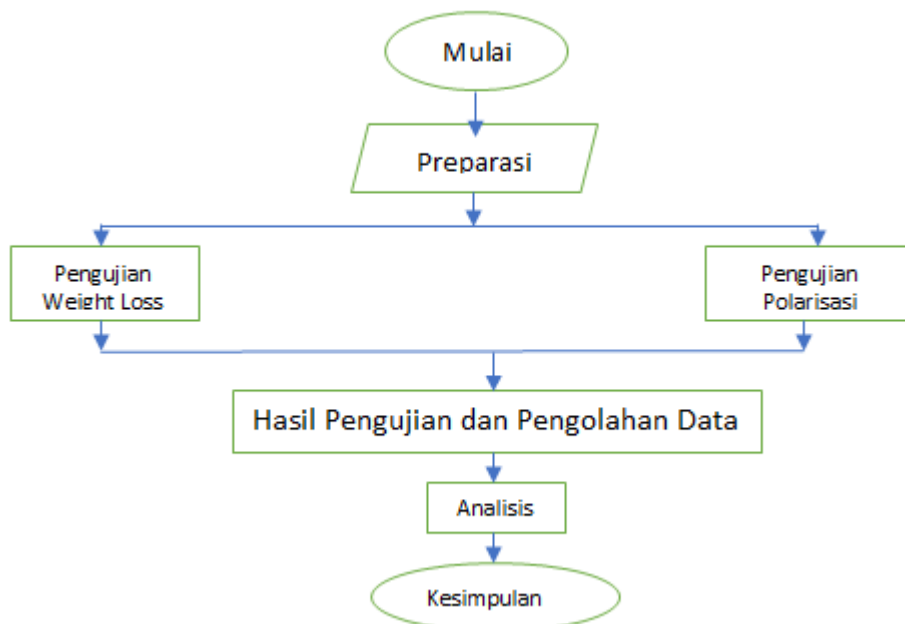 Mulai
Preparasi
Pengujian
Weight Loss
Pengujian
Polarisasi
Hasil Pengujian dan Pengolahan Data
Analisis
Kesimpulan